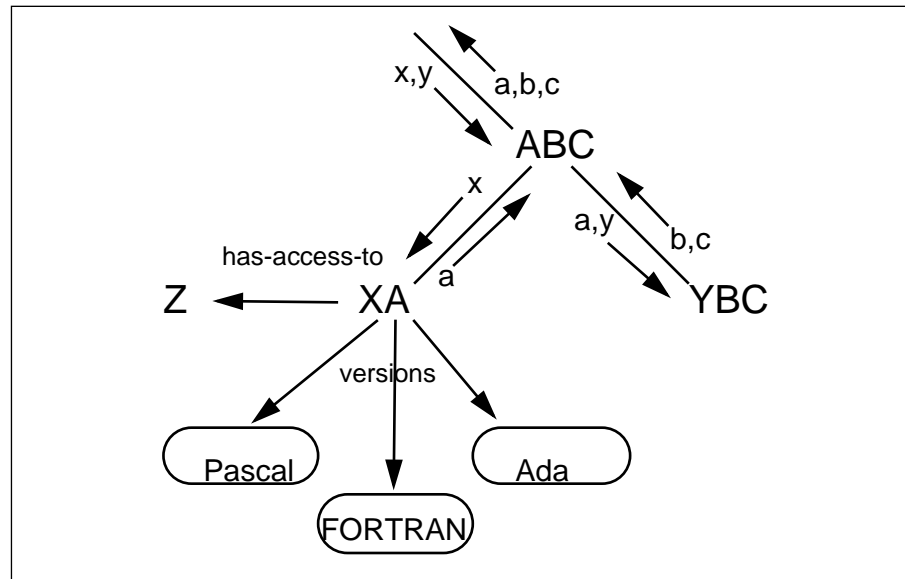 x,y
a,b,c
ABC
x
a,y
b,c
has-access-to
a
Z
XA
YBC
versions
Pascal
Ada
FORTRAN